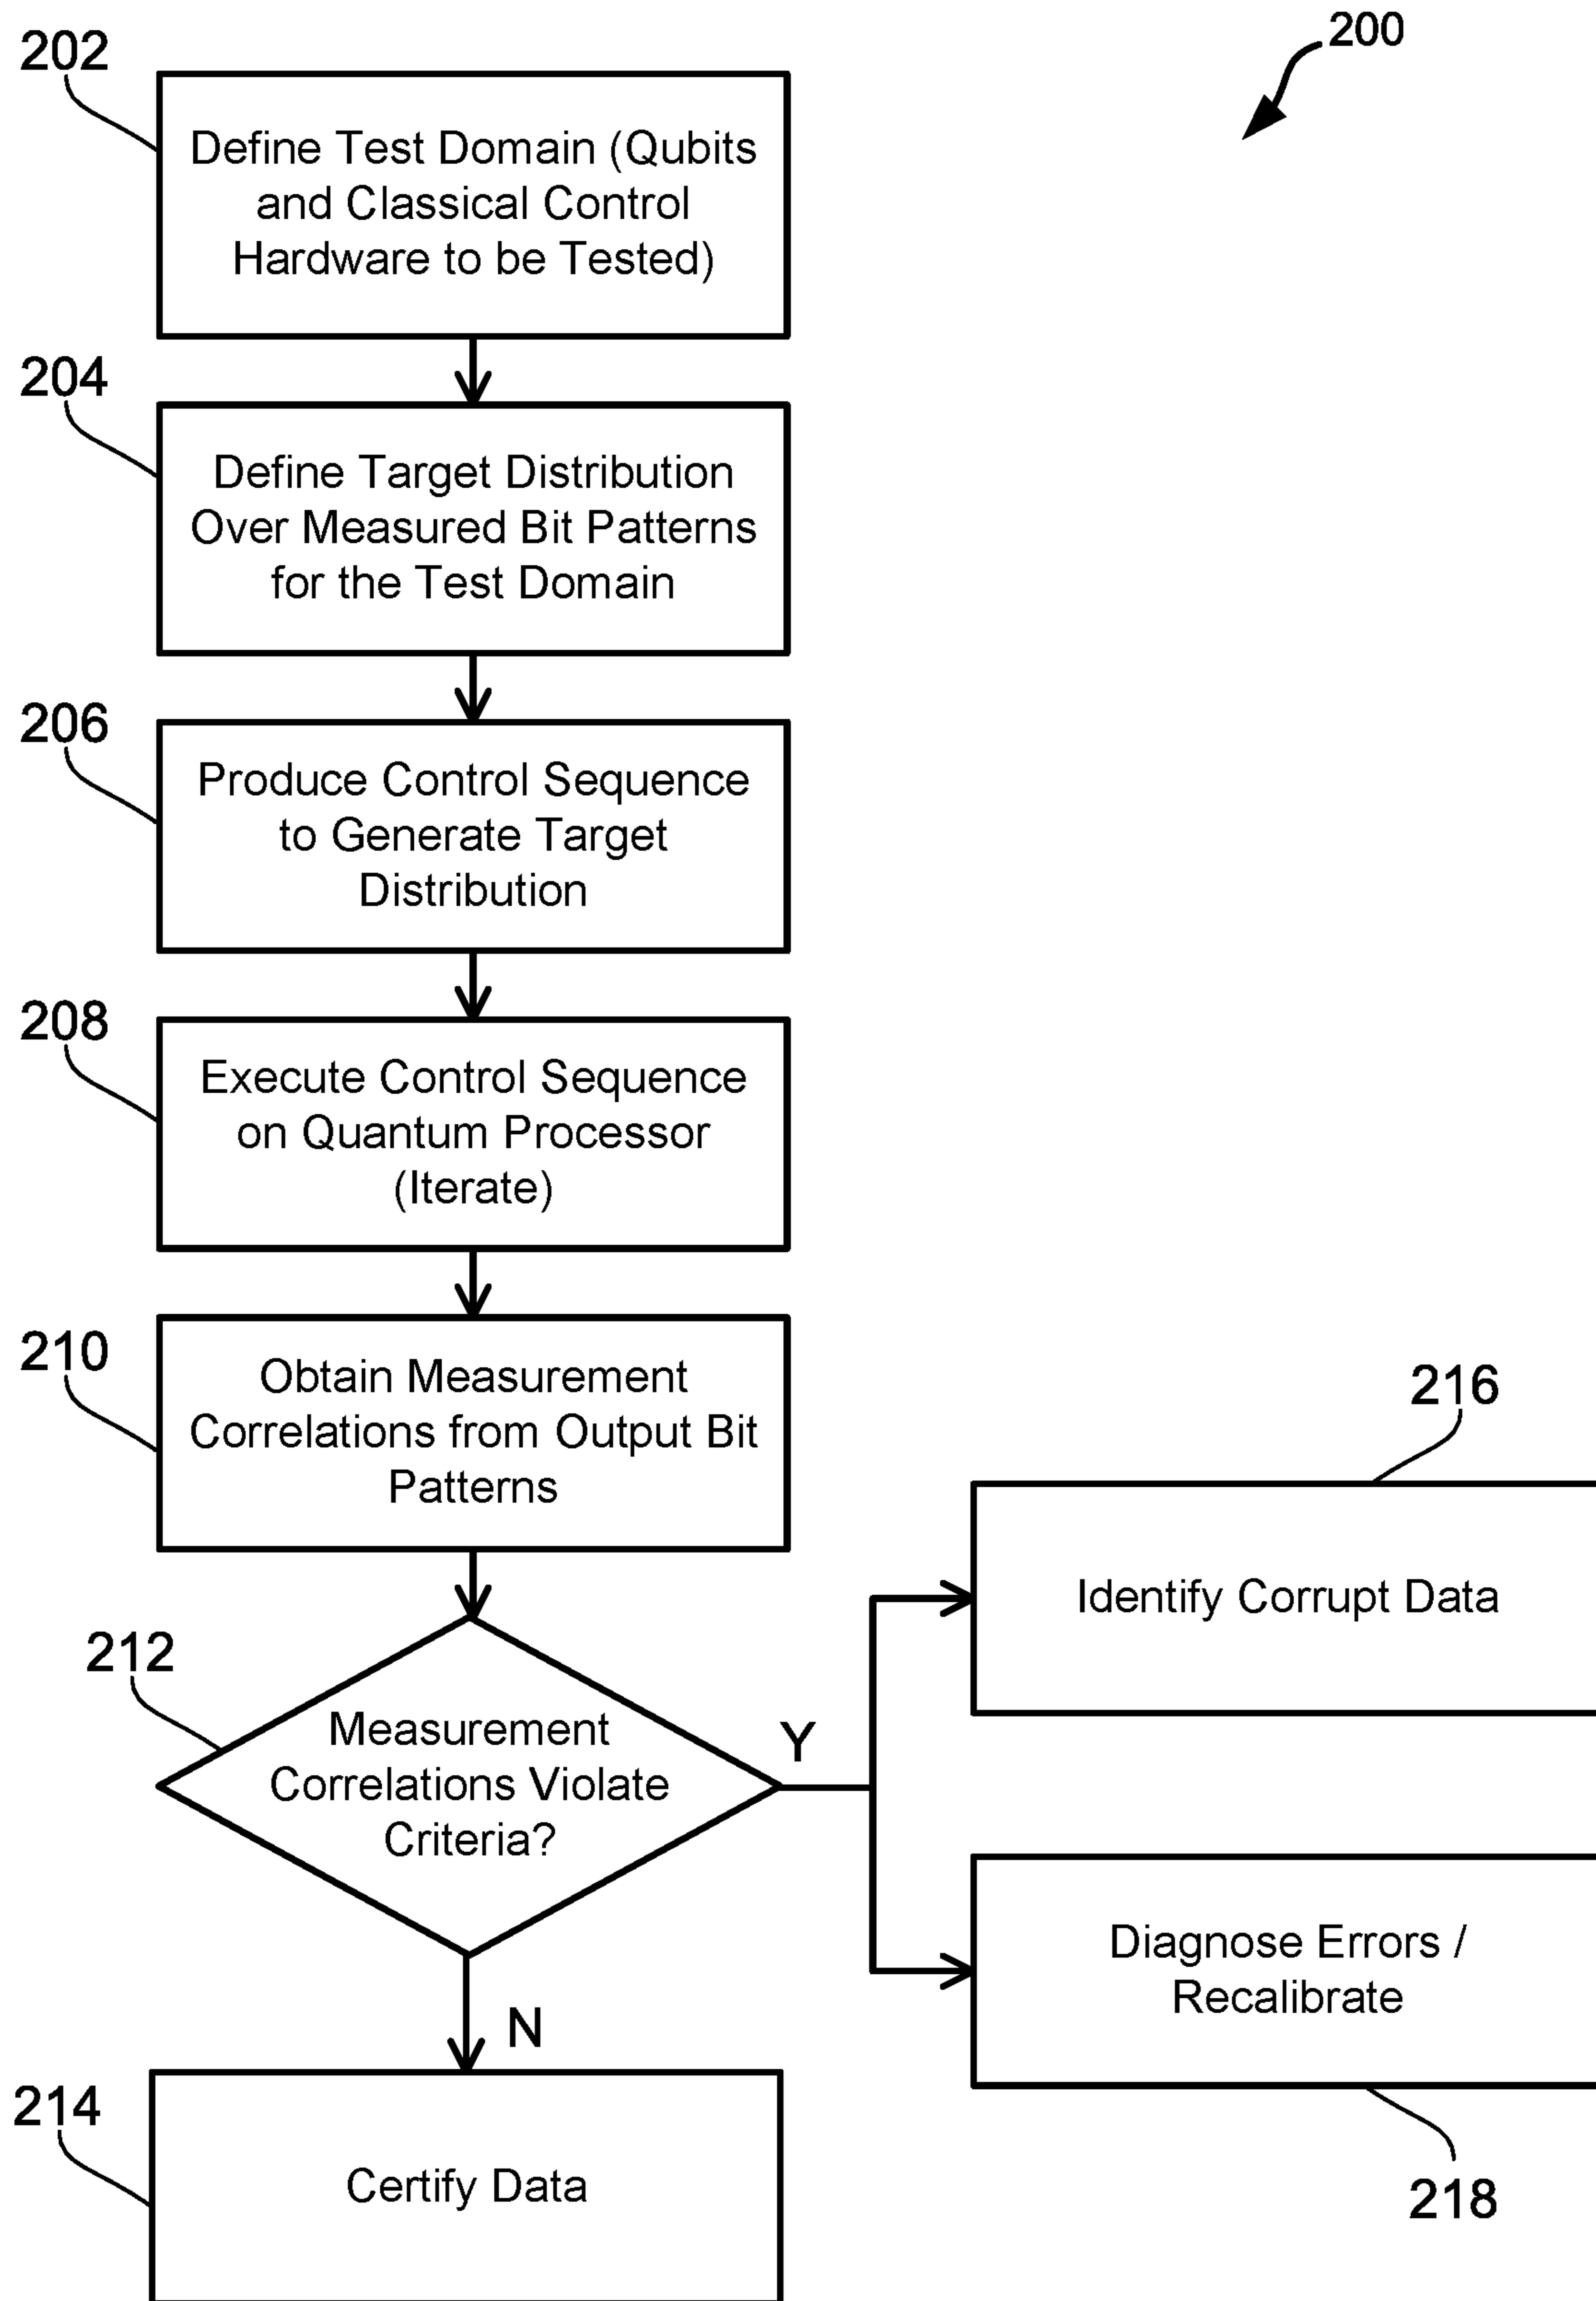 200
202
Define Test Domain (Qubits
and Classical Control
Hardware to be Tested)
204
Define Target Distribution
Over Measured Bit Patterns
for the Test Domain
206
Produce Control Sequence
to Generate Target
Distribution
208
Execute Control Sequence
on Quantum Processor
(Iterate)
210
Obtain Measurement
Correlations from Output Bit
Patterns
212
Measurement
Correlations Violate
Criteria?
Y
N
216
Identify Corrupt Data
Diagnose Errors /
Recalibrate
218
214
Certify Data